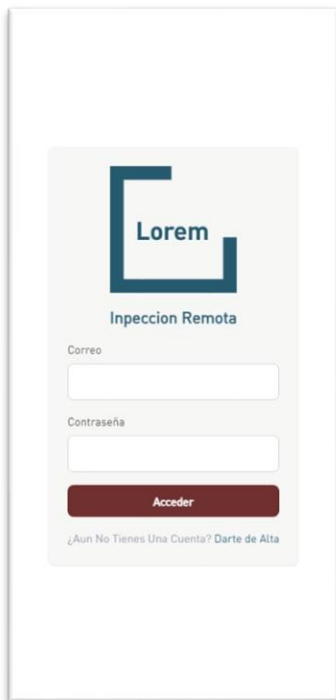 Lorem
Inpeccion Remota
Correo
Contraseña
Acceder
¿Aun No Tienes Una Cuenta? Darte de Alta